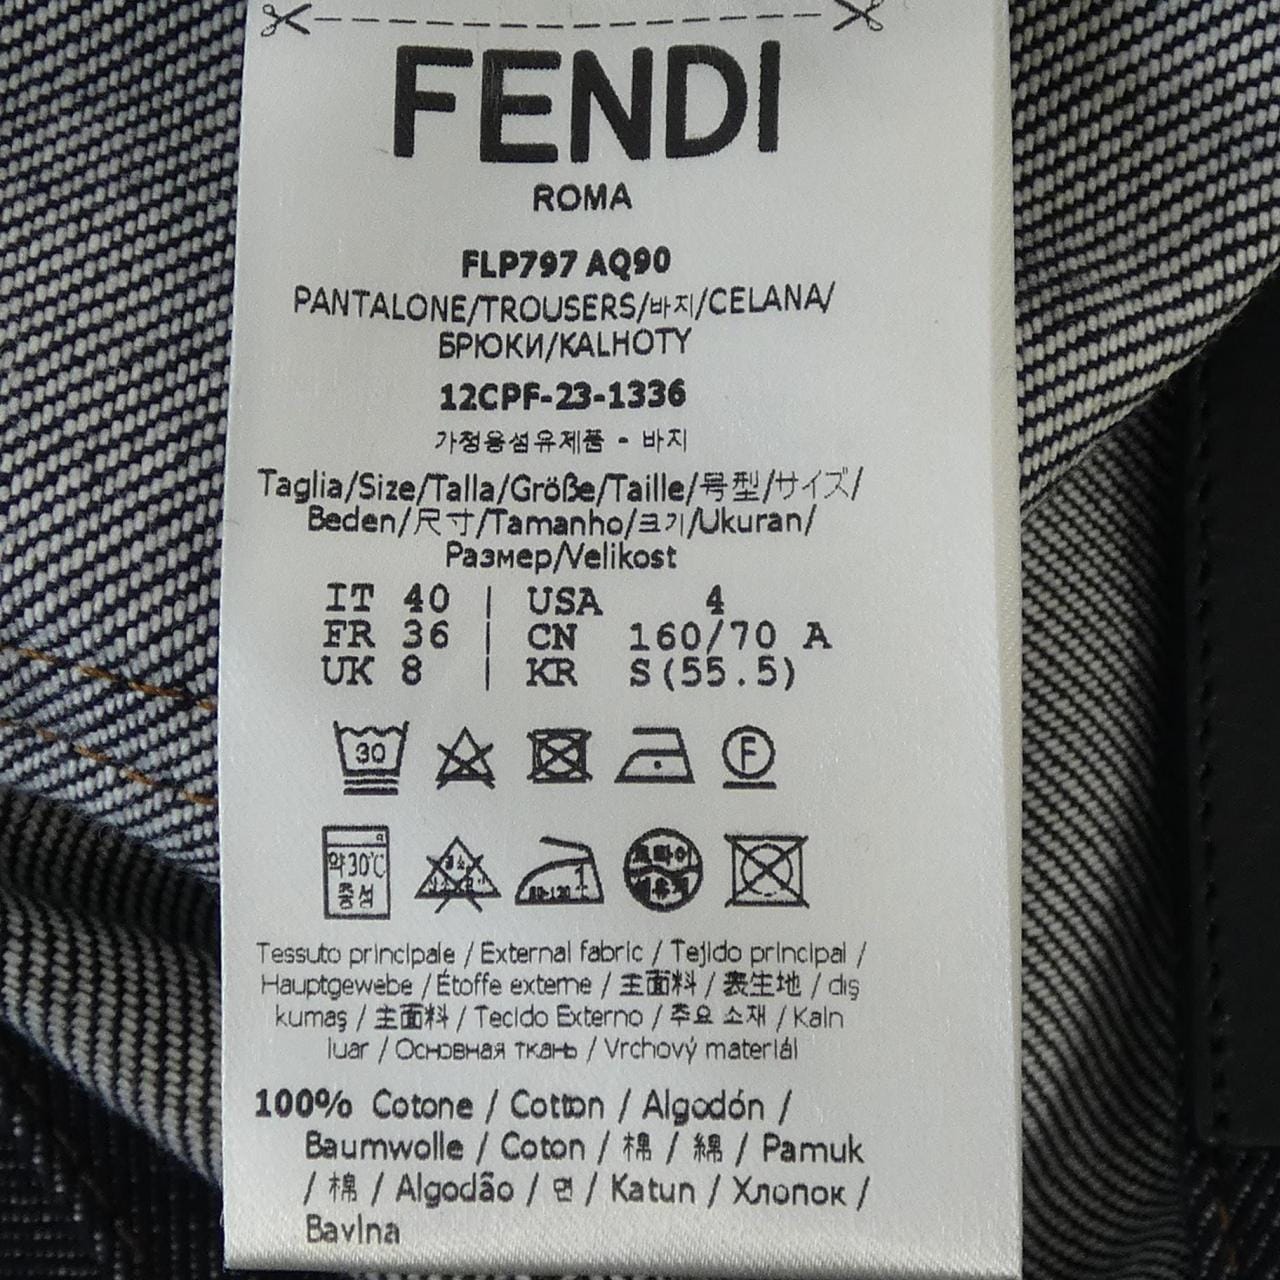 FENDI
ROMA
FLP797 AQ90
PANTALONE/TROUSERS/바지/CELANA/
БРЮКИ/KALHOTY
12CPF-23-1336
가정용섬유제품 - 바지
Taglia/Size/Talla/Größe/Taille/号型/サイズ/
Beden/尺寸/Tamanho/크기/Ukuran/
Размер/Velikost
IT 40 | USA 4
FR 36 | CN 160/70 A
UK 8 | KR S(55.5)
30 F
약30℃
중성
Tessuto principale / External fabric / Tejido principal /
Hauptgewebe / Étoffe externe / 主面料 / 表生地 / dış
kumaş / 主面料 / Tecido Externo / 주요 소재 / Kain
luar / Основная ткань / Vrchový materiál
100% Cotone / Cotton / Algodón /
Baumwolle / Coton / 棉 / 綿 / Pamuk
/ 棉 / Algodão / 면 / Katun / Хлопок /
Bavlna